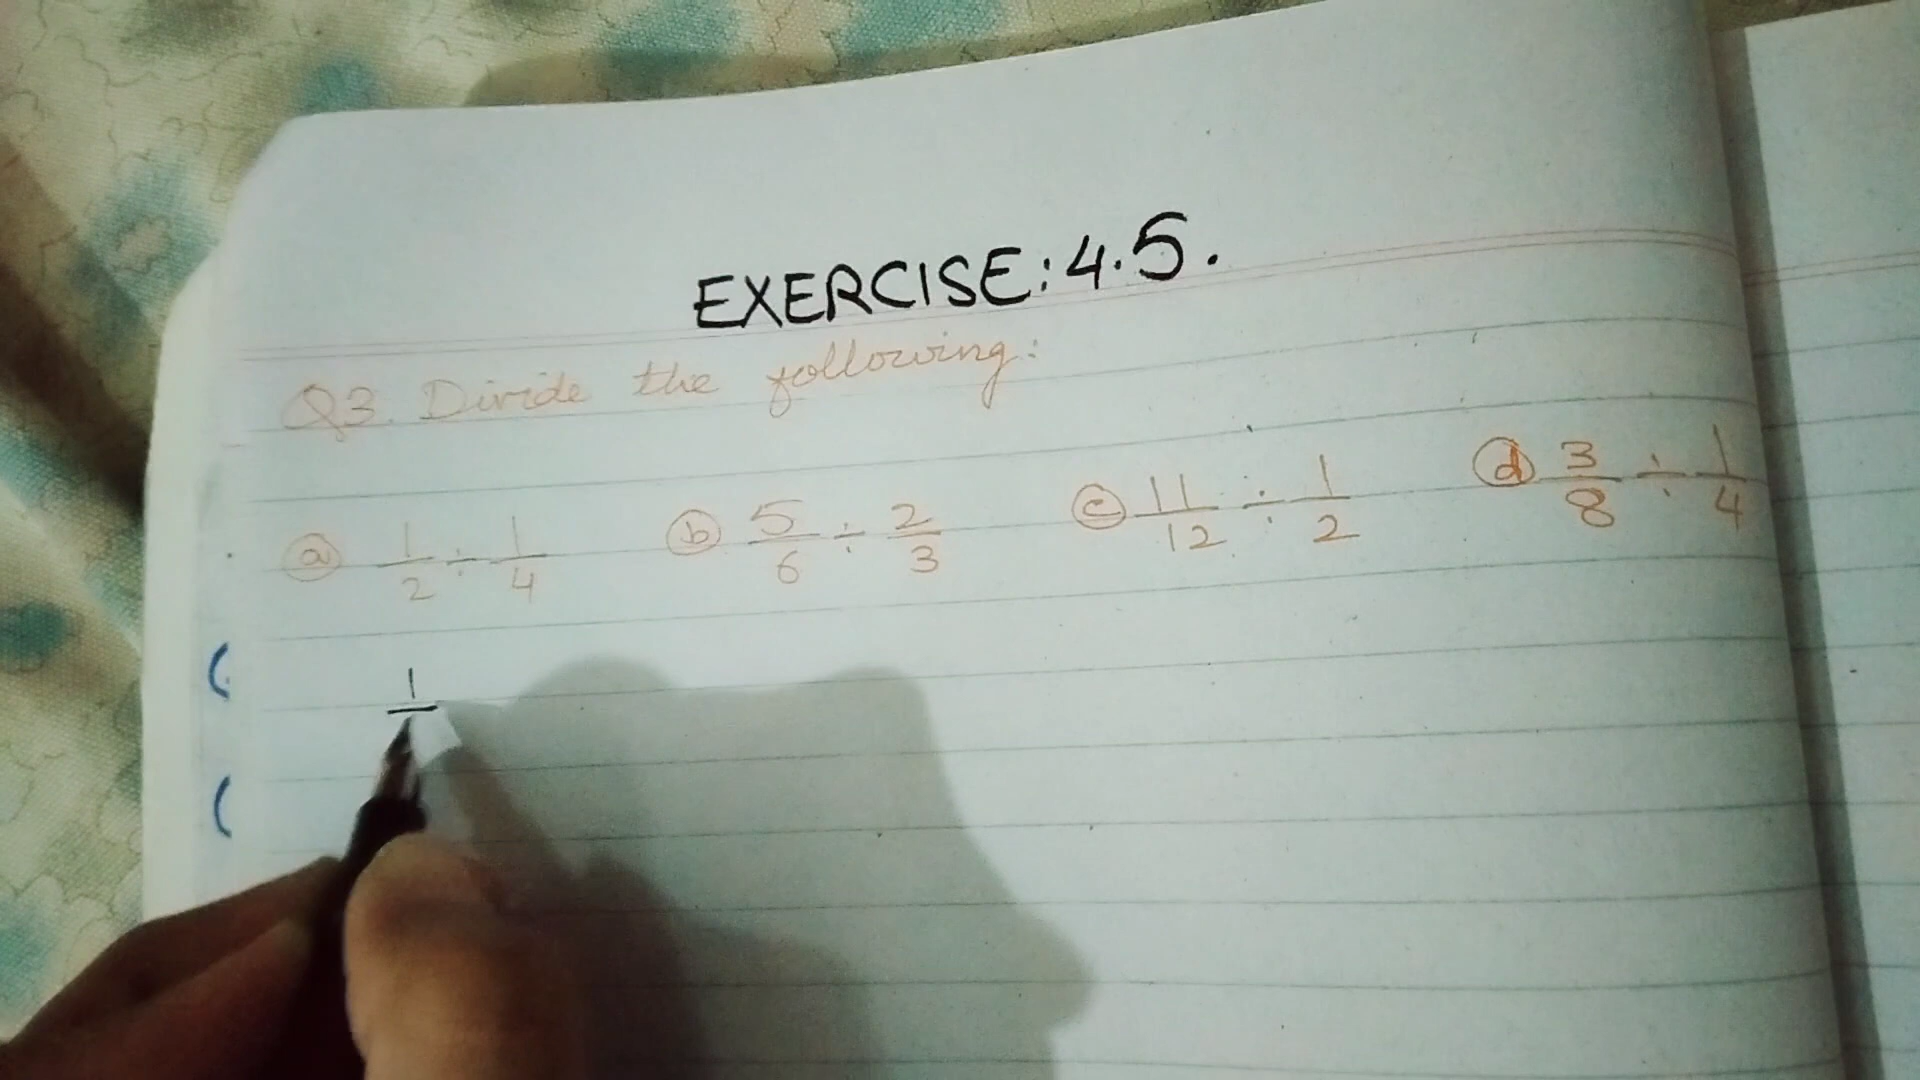 EXERCISE: 4.5.
Q3. Divide the following:
ⓐ 1/2 ÷ 1/4 ⓑ 5/6 ÷ 2/3 ⓒ 11/12 ÷ 1/2 ⓓ 3/8 ÷ 1/4
1